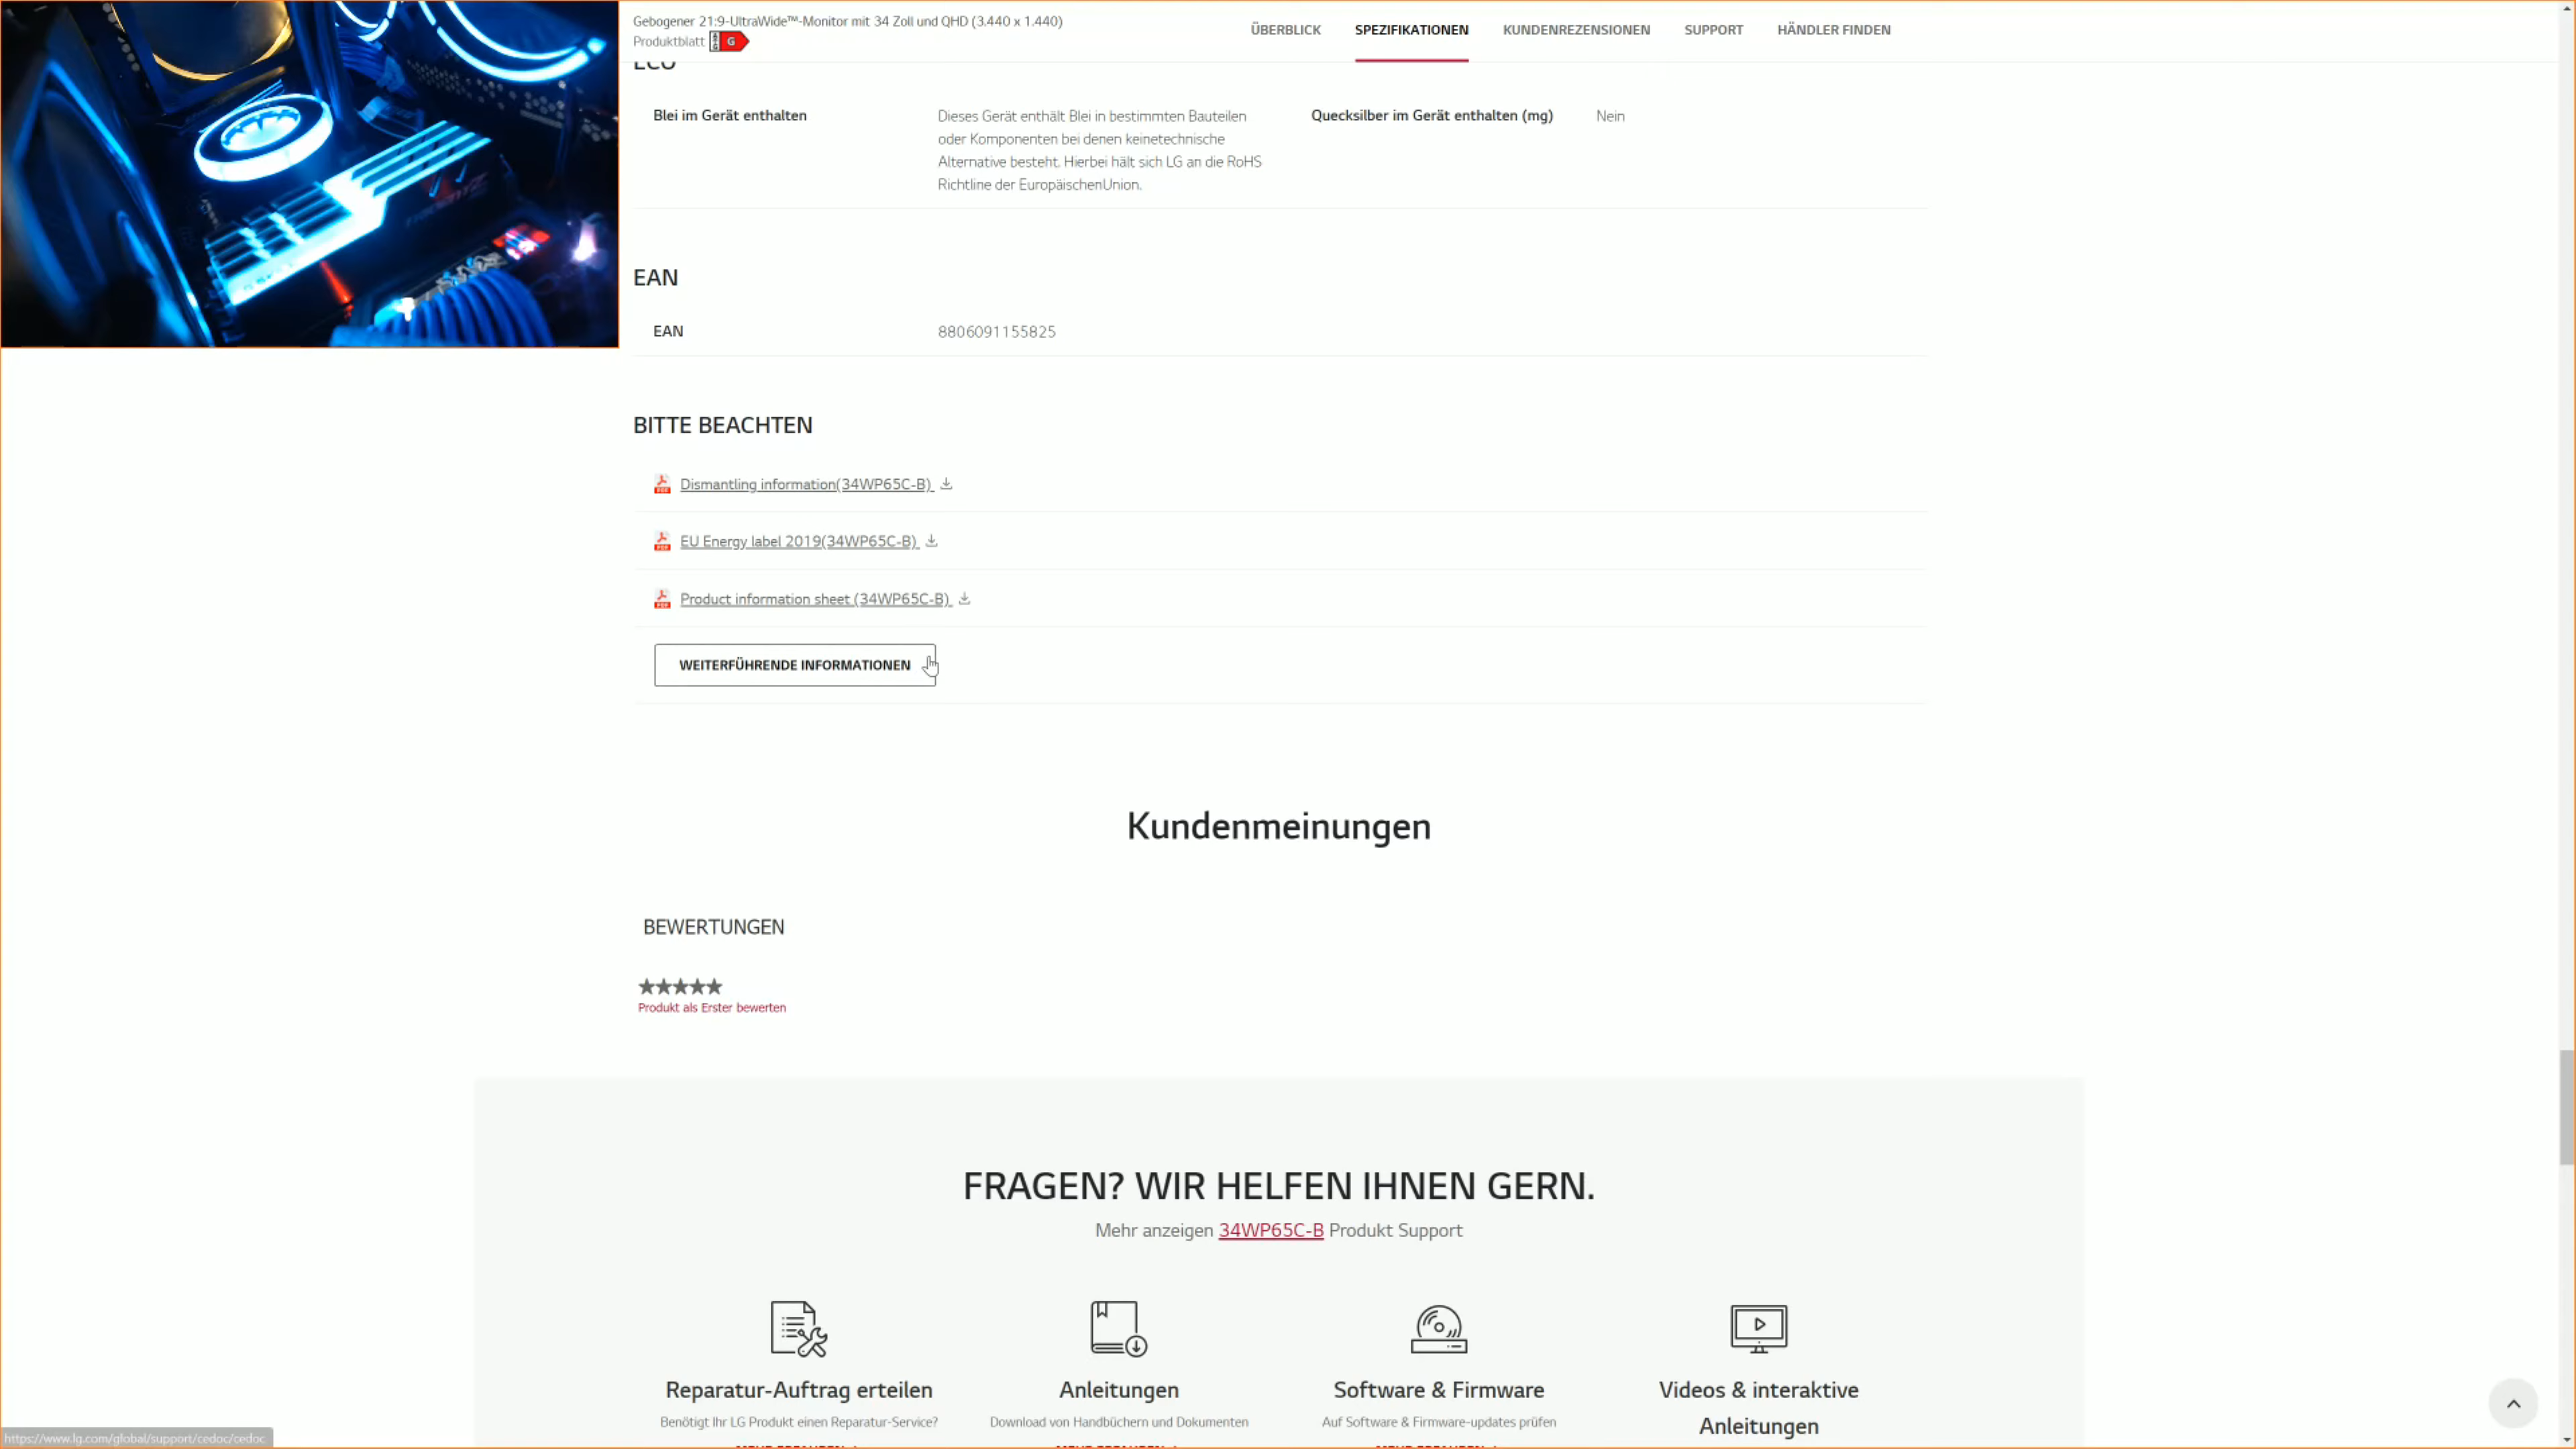 Gebogener 21:9-UltraWide™-Monitor mit 34 Zoll und QHD (3.440 x 1.440)
Produktblatt G
ÜBERBLICK
SPEZIFIKATIONEN
KUNDENREZENSIONEN
SUPPORT
HÄNDLER FINDEN
ECO
Blei im Gerät enthalten
Dieses Gerät enthält Blei in bestimmten Bauteilen
oder Komponenten bei denen keinetechnische
Alternative besteht. Hierbei hält sich LG an die RoHS
Richtline der EuropäischenUnion.
Quecksilber im Gerät enthalten (mg)
Nein
EAN
EAN
8806091155825
BITTE BEACHTEN
Dismantling information(34WP65C-B)
EU Energy label 2019(34WP65C-B)
Product information sheet (34WP65C-B)
WEITERFÜHRENDE INFORMATIONEN
Kundenmeinungen
BEWERTUNGEN
★★★★★
Produkt als Erster bewerten
FRAGEN? WIR HELFEN IHNEN GERN.
Mehr anzeigen 34WP65C-B Produkt Support
Reparatur-Auftrag erteilen
Benötigt Ihr LG Produkt einen Reparatur-Service?
Anleitungen
Download von Handbüchern und Dokumenten
Software & Firmware
Auf Software & Firmware-updates prüfen
Videos & interaktive
Anleitungen
https://www.lg.com/global/support/cedoc/cedoc